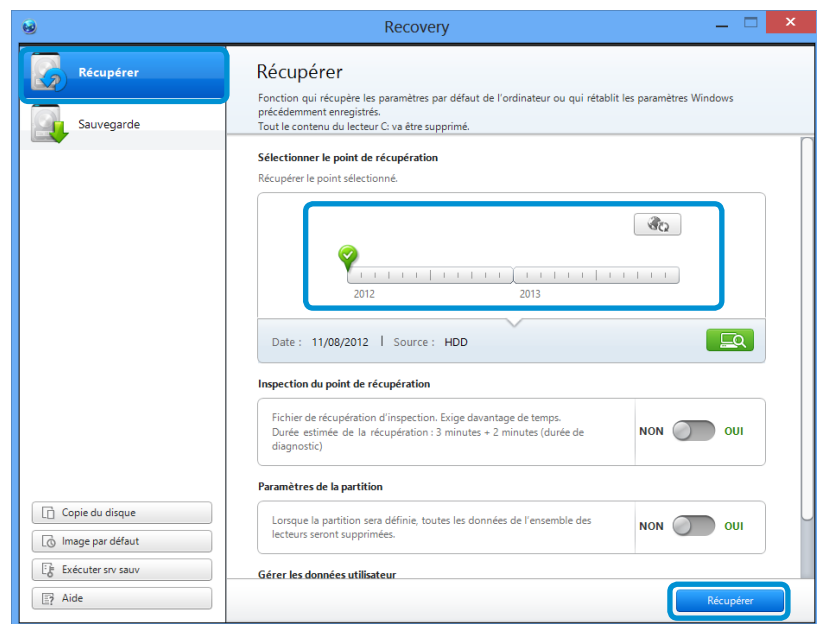 Recovery
Récupérer
Sauvegarde
Copie du disque
Image par défaut
Exécuter srv sauv
Aide
Récupérer
Fonction qui récupère les paramètres par défaut de l'ordinateur ou qui rétablit les paramètres Windows
précédemment enregistrés.
Tout le contenu du lecteur C: va être supprimé.
Sélectionner le point de récupération
Récupérer le point sélectionné.
2012 2013
Date : 11/08/2012 | Source : HDD
Inspection du point de récupération
Fichier de récupération d'inspection. Exige davantage de temps.
Durée estimée de la récupération : 3 minutes + 2 minutes (durée de
diagnostic)
NON OUI
Paramètres de la partition
Lorsque la partition sera définie, toutes les données de l'ensemble des
lecteurs seront supprimées.
NON OUI
Gérer les données utilisateur
Récupérer